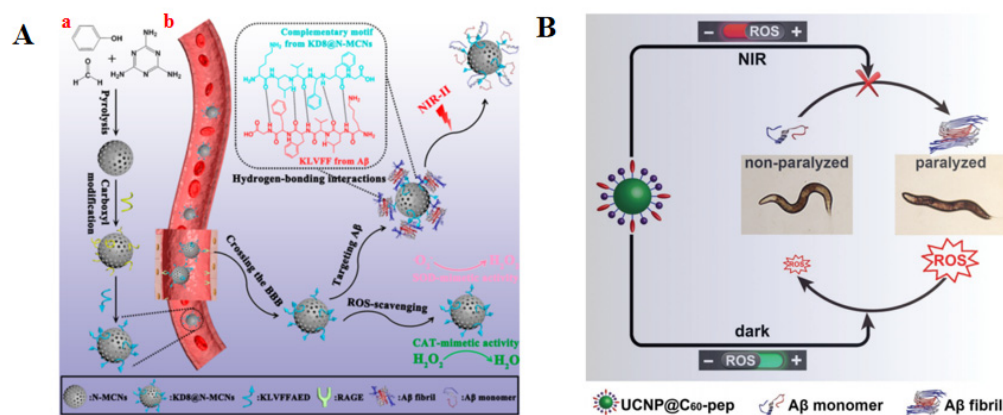 A
a
b
B
OH
NH₂
O
H
H
+
N
N
N
H₂N
NH₂
Pyrolysis
Carboxyl
modification
Complementary motif
from KD8@N-MCNs
KLVFF from Aβ
Hydrogen-bonding interactions
NIR-II
Crossing the BBB
Targeting Aβ
ROS-scavenging
CAT-mimetic activity
H₂O₂
H₂O
:N-MCNs
:KD8@N-MCNs
:KLVFFAED
:RAGE
:Aβ fibril
:Aβ monomer
− ROS +
NIR
non-paralyzed
paralyzed
ROS
ROS
dark
− ROS +
UCNP@C₆₀-pep
Aβ monomer
Aβ fibril